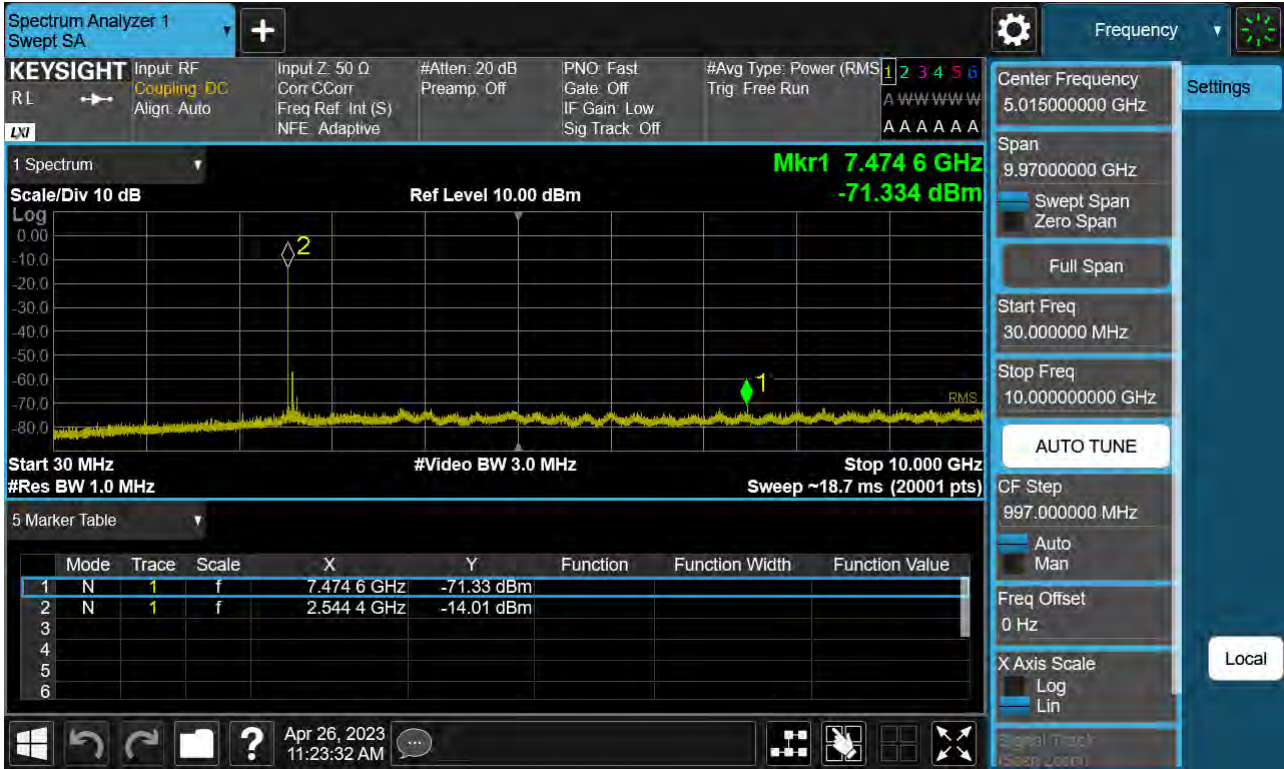 Spectrum Analyzer 1
Swept SA
+
Frequency
KEYSIGHT
R L
LXI
Input: RF
Coupling: DC
Align: Auto
Input Z: 50 Ω
Corr CCorr
Freq Ref: Int (S)
NFE: Adaptive
#Atten: 20 dB
Preamp: Off
PNO: Fast
Gate: Off
IF Gain: Low
Sig Track: Off
#Avg Type: Power (RMS
Trig: Free Run
1 2 3 4 5 6
A W W W W W
A A A A A A
Center Frequency
5.015000000 GHz
Settings
Span
9.97000000 GHz
Swept Span
Zero Span
Full Span
Start Freq
30.000000 MHz
Stop Freq
10.000000000 GHz
AUTO TUNE
CF Step
997.000000 MHz
Auto
Man
Freq Offset
0 Hz
X Axis Scale
Log
Lin
Signal Track
(Span Zoom)
Local
1 Spectrum
Mkr1 7.474 6 GHz
-71.334 dBm
Scale/Div 10 dB
Ref Level 10.00 dBm
Log
0.00
-10.0
-20.0
-30.0
-40.0
-50.0
-60.0
-70.0
-80.0
2
1
RMS
Start 30 MHz
#Video BW 3.0 MHz
Stop 10.000 GHz
#Res BW 1.0 MHz
Sweep ~18.7 ms (20001 pts)
5 Marker Table
Mode Trace Scale X Y Function Function Width Function Value
1 N 1 f 7.474 6 GHz -71.33 dBm
2 N 1 f 2.544 4 GHz -14.01 dBm
3
4
5
6
?
Apr 26, 2023
11:23:32 AM